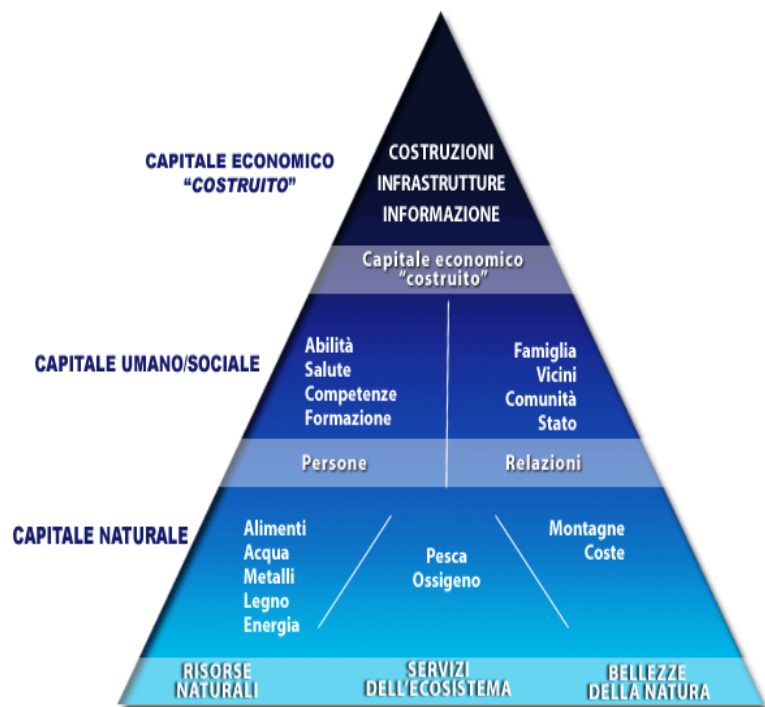 CAPITALE ECONOMICO
“COSTRUITO”
COSTRUZIONI
INFRASTRUTTURE
INFORMAZIONE
Capitale economico
“costruito”
CAPITALE UMANO/SOCIALE
Abilità
Salute
Competenze
Formazione
Famiglia
Vicini
Comunità
Stato
Persone
Relazioni
CAPITALE NATURALE
Alimenti
Acqua
Metalli
Legno
Energia
Pesca
Ossigeno
Montagne
Coste
RISORSE
NATURALI
SERVIZI
DELL'ECOSISTEMA
BELLEZZE
DELLA NATURA